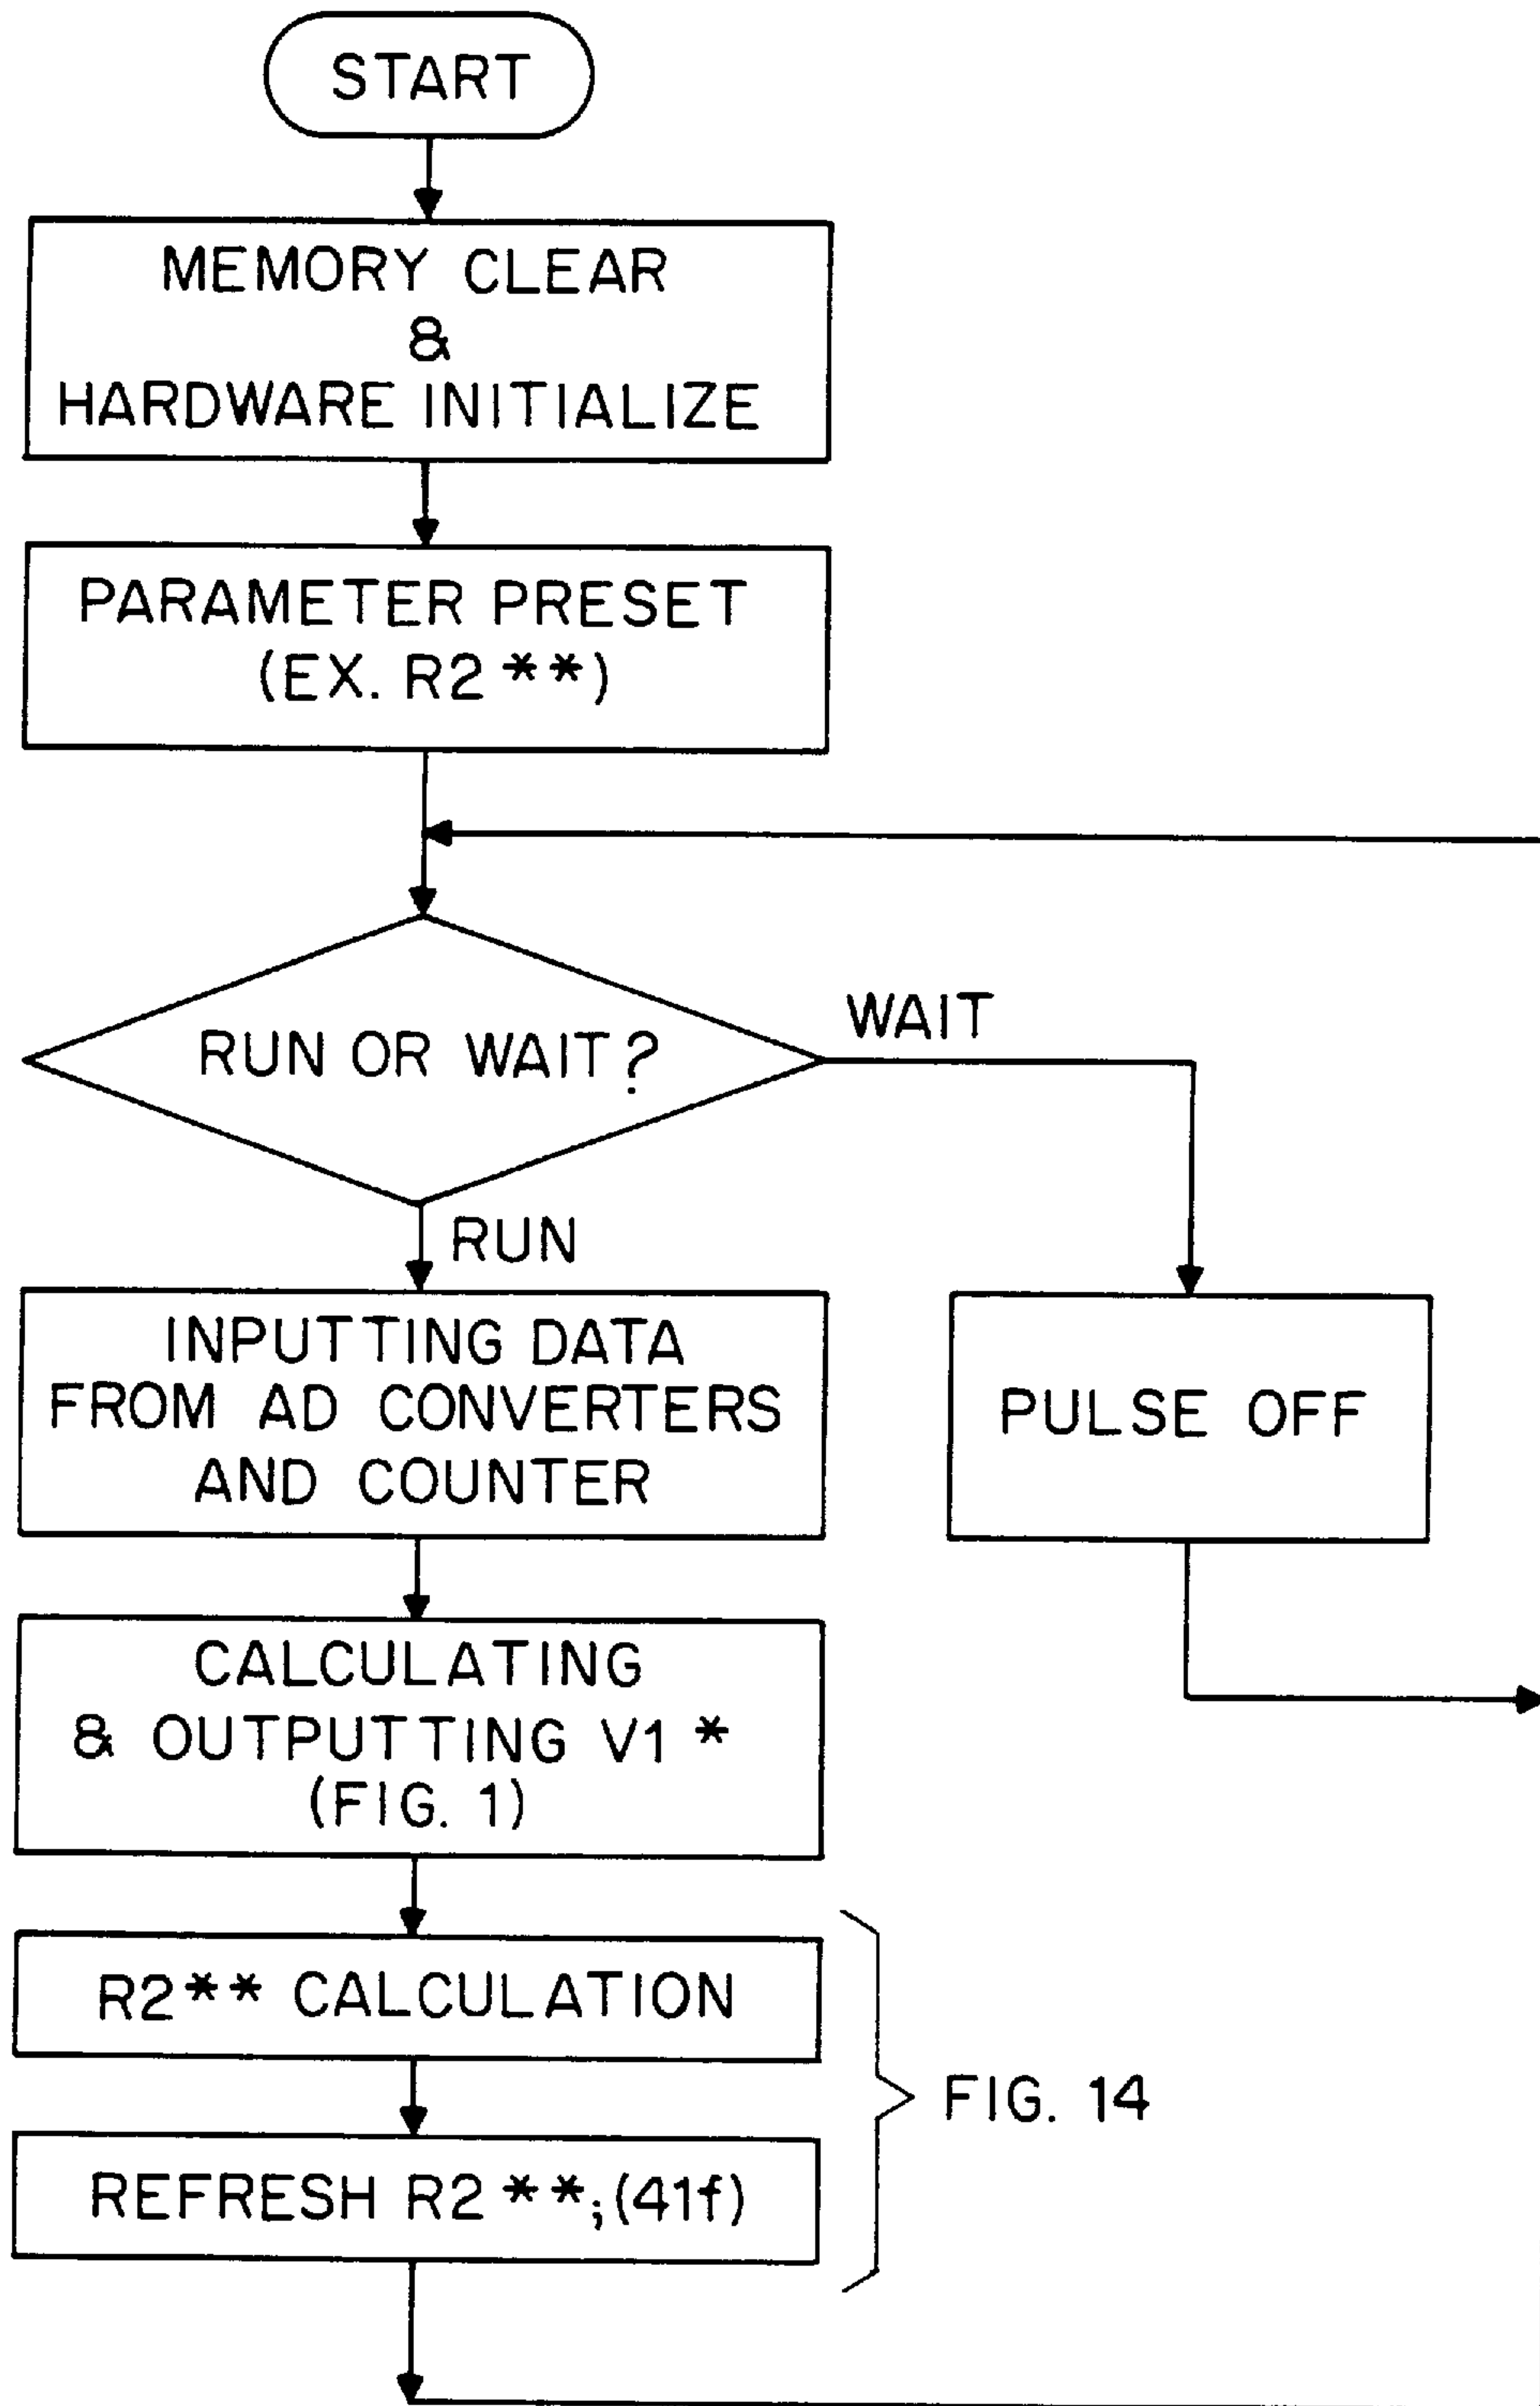 START
MEMORY CLEAR
&
HARDWARE INITIALIZE
PARAMETER PRESET
(EX. R2**)
RUN OR WAIT?
WAIT
RUN
INPUTTING DATA
FROM AD CONVERTERS
AND COUNTER
PULSE OFF
CALCULATING
& OUTPUTTING V1*
(FIG. 1)
R2** CALCULATION
REFRESH R2**;(41f)
FIG. 14